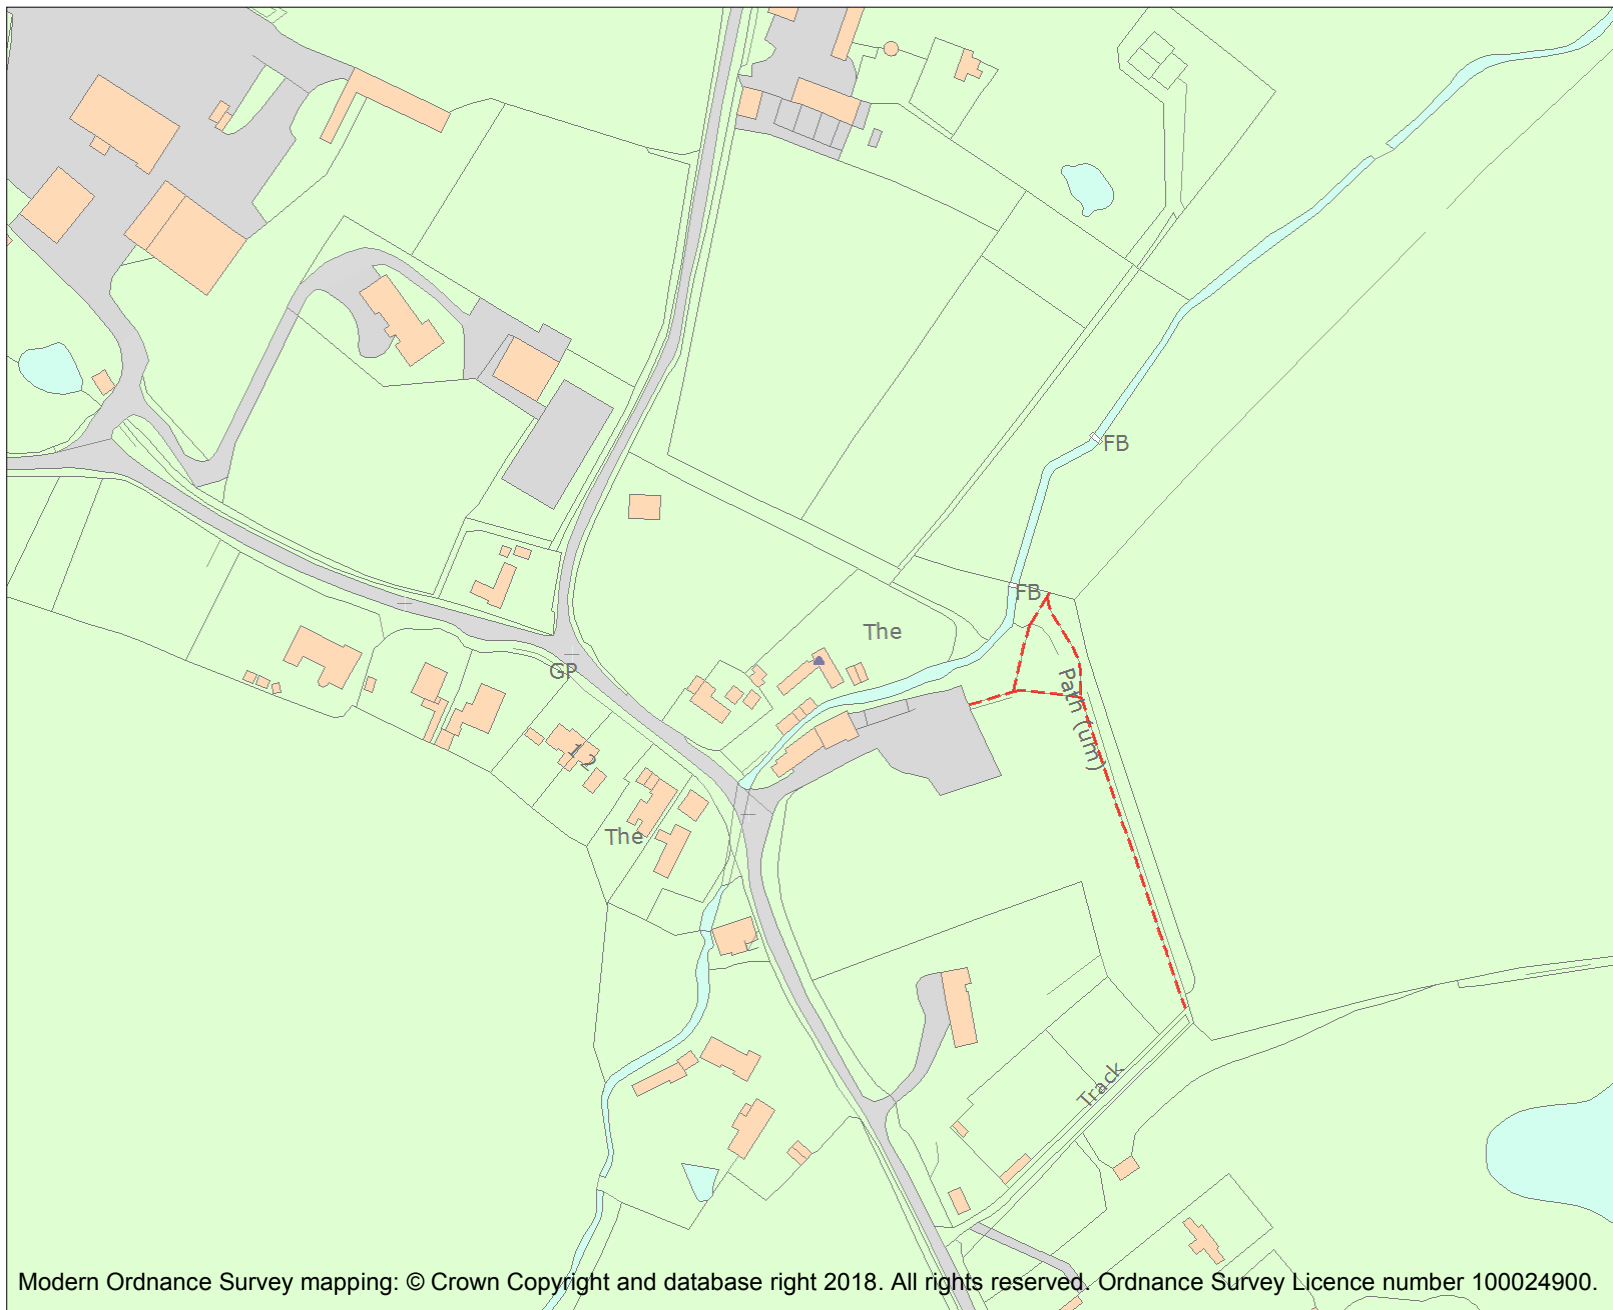 FB
FB
The
GP
Path (um)
12
The
Track
Modern Ordnance Survey mapping: © Crown Copyright and database right 2018. All rights reserved. Ordnance Survey Licence number 100024900.